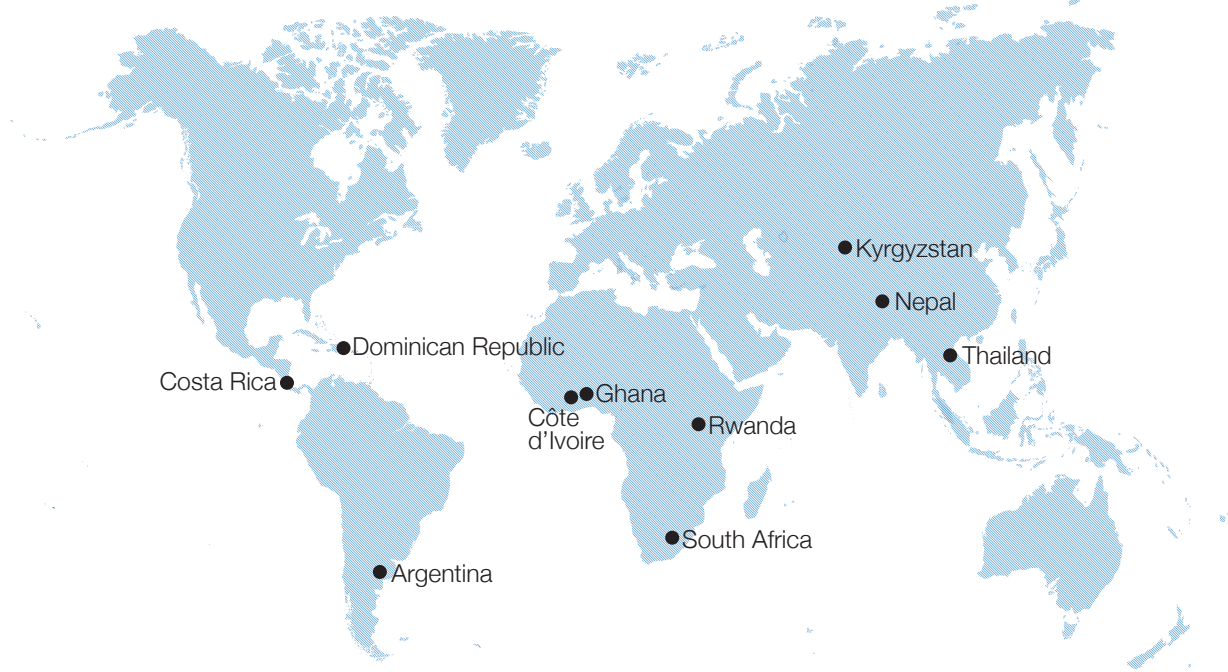 Kyrgyzstan
Nepal
Dominican Republic
Thailand
Costa Rica
Ghana
Côte
d’Ivoire
Rwanda
South Africa
Argentina